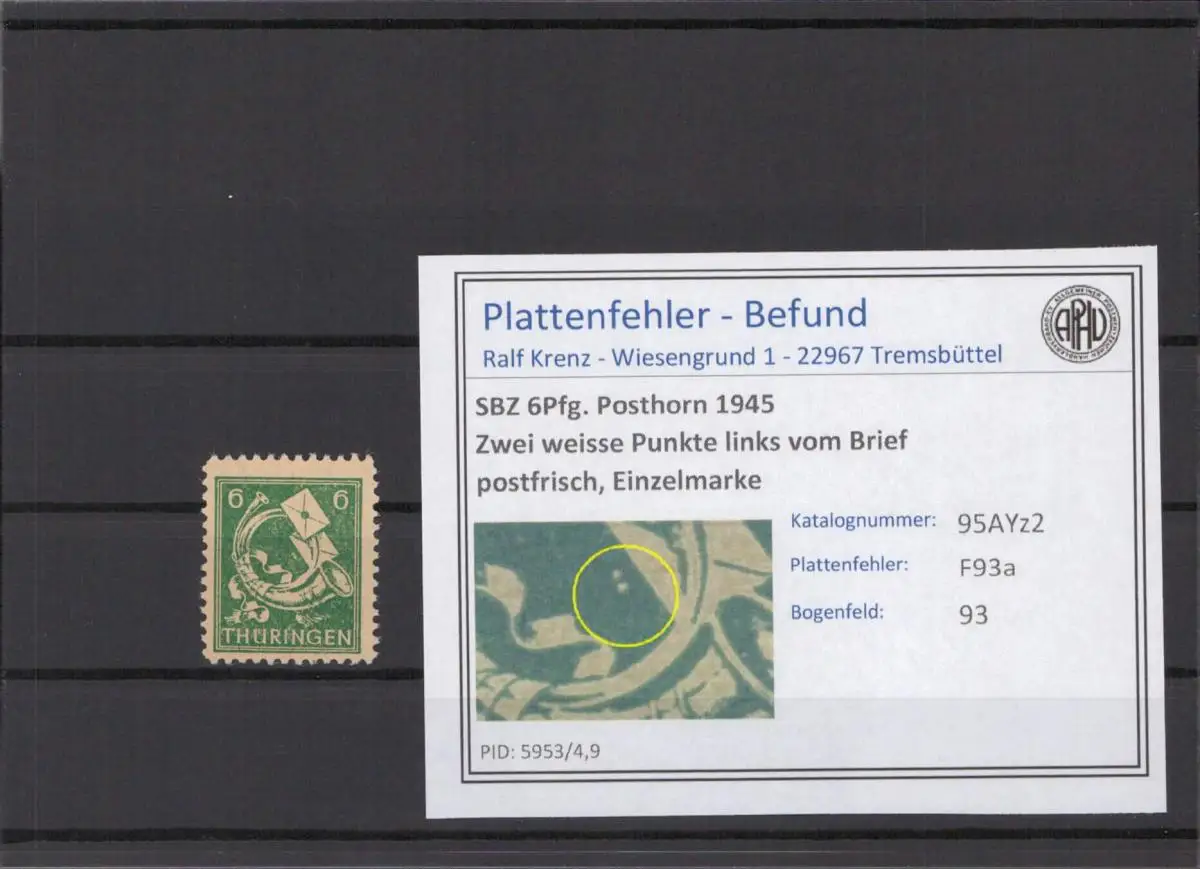 6 6
THÜRINGEN
Plattenfehler - Befund
Ralf Krenz - Wiesengrund 1 - 22967 Tremsbüttel
APHV
SBZ 6Pfg. Posthorn 1945
Zwei weisse Punkte links vom Brief
postfrisch, Einzelmarke
Katalognummer: 95AYz2
Plattenfehler: F93a
Bogenfeld: 93
PID: 5953/4,9